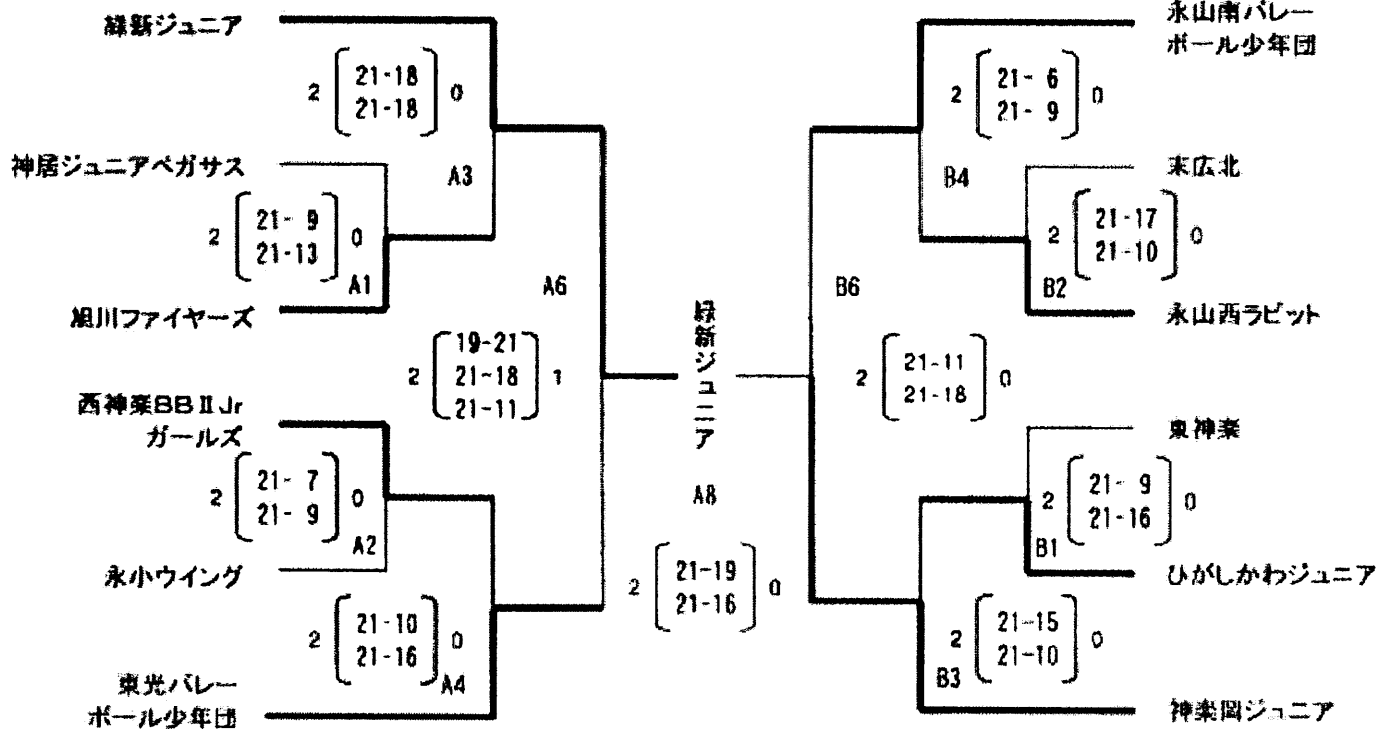 緑新ジュニア
2 21-18 0
21-18
神居ジュニアペガサス
A3
2 21- 9 0
21-13
A1
旭川ファイヤーズ
A6
2 19-21 1
21-18
21-11
西神楽BBⅡJr
ガールズ
2 21- 7 0
21- 9
A2
永小ウイング
2 21-10 0
21-16
A4
東光バレー
ボール少年団
緑新ジュニア
A8
2 21-19 0
21-16
永山南バレー
ボール少年団
2 21- 6 0
21- 9
B4
末広北
2 21-17 0
21-10
B2
永山西ラビット
B6
2 21-11 0
21-18
東神楽
2 21- 9 0
21-16
B1
ひがしかわジュニア
2 21-15 0
21-10
B3
神楽岡ジュニア